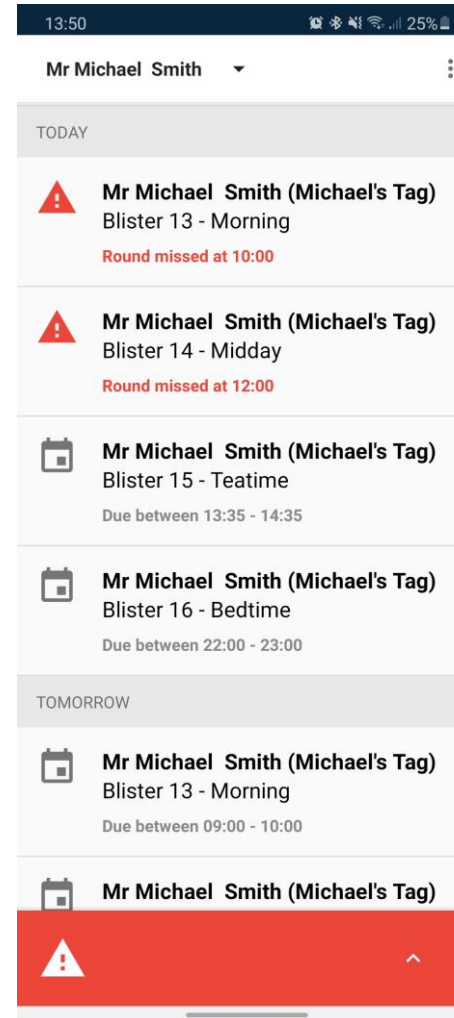 13:50 25%
Mr Michael Smith
TODAY
Mr Michael Smith (Michael's Tag)
Blister 13 - Morning
Round missed at 10:00
Mr Michael Smith (Michael's Tag)
Blister 14 - Midday
Round missed at 12:00
Mr Michael Smith (Michael's Tag)
Blister 15 - Teatime
Due between 13:35 - 14:35
Mr Michael Smith (Michael's Tag)
Blister 16 - Bedtime
Due between 22:00 - 23:00
TOMORROW
Mr Michael Smith (Michael's Tag)
Blister 13 - Morning
Due between 09:00 - 10:00
Mr Michael Smith (Michael's Tag)